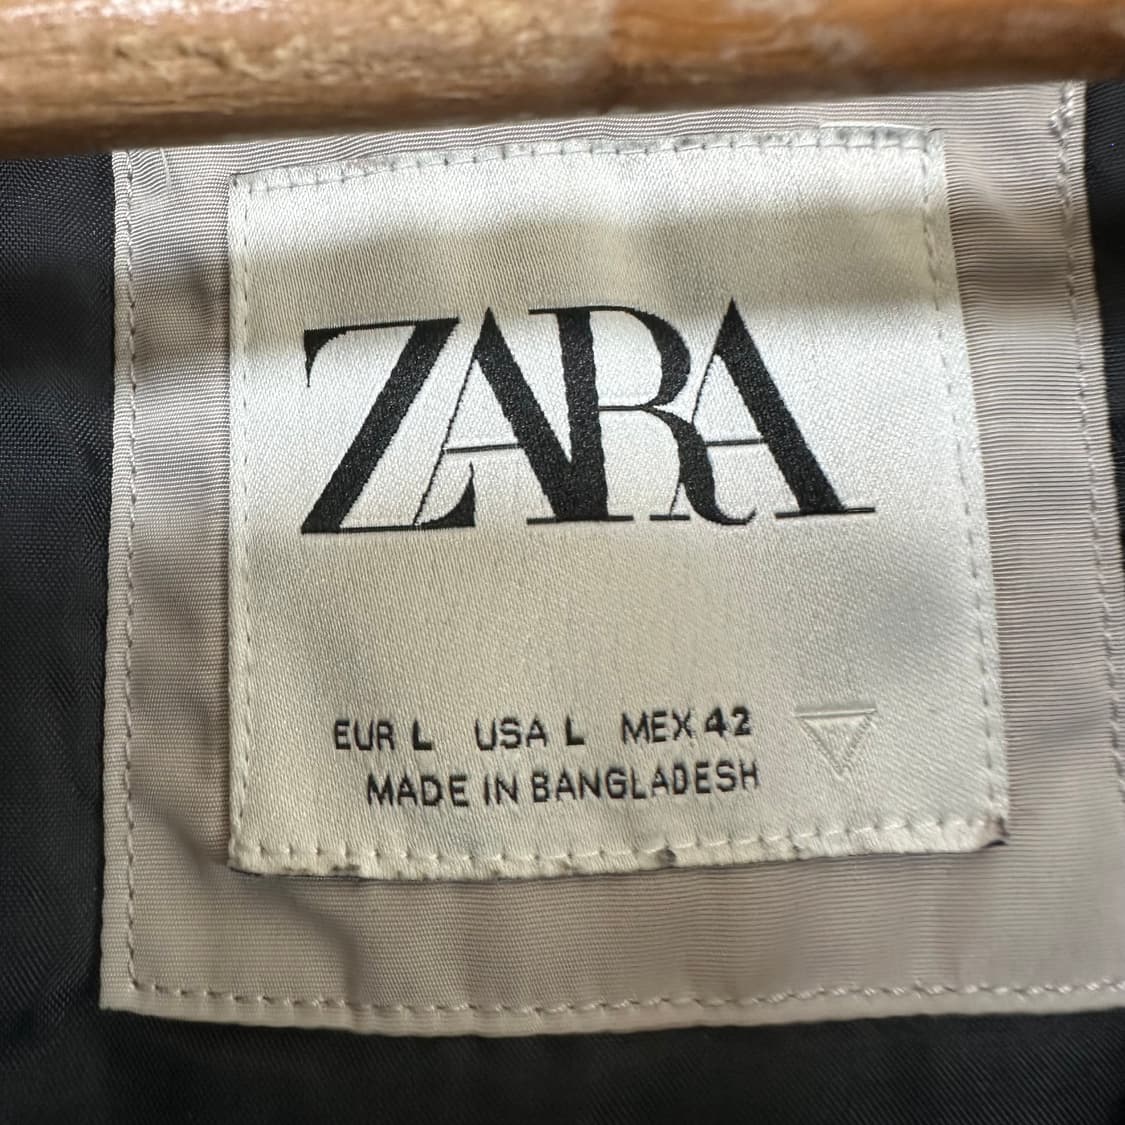 ZARA
EUR L USA L MEX 42
MADE IN BANGLADESH